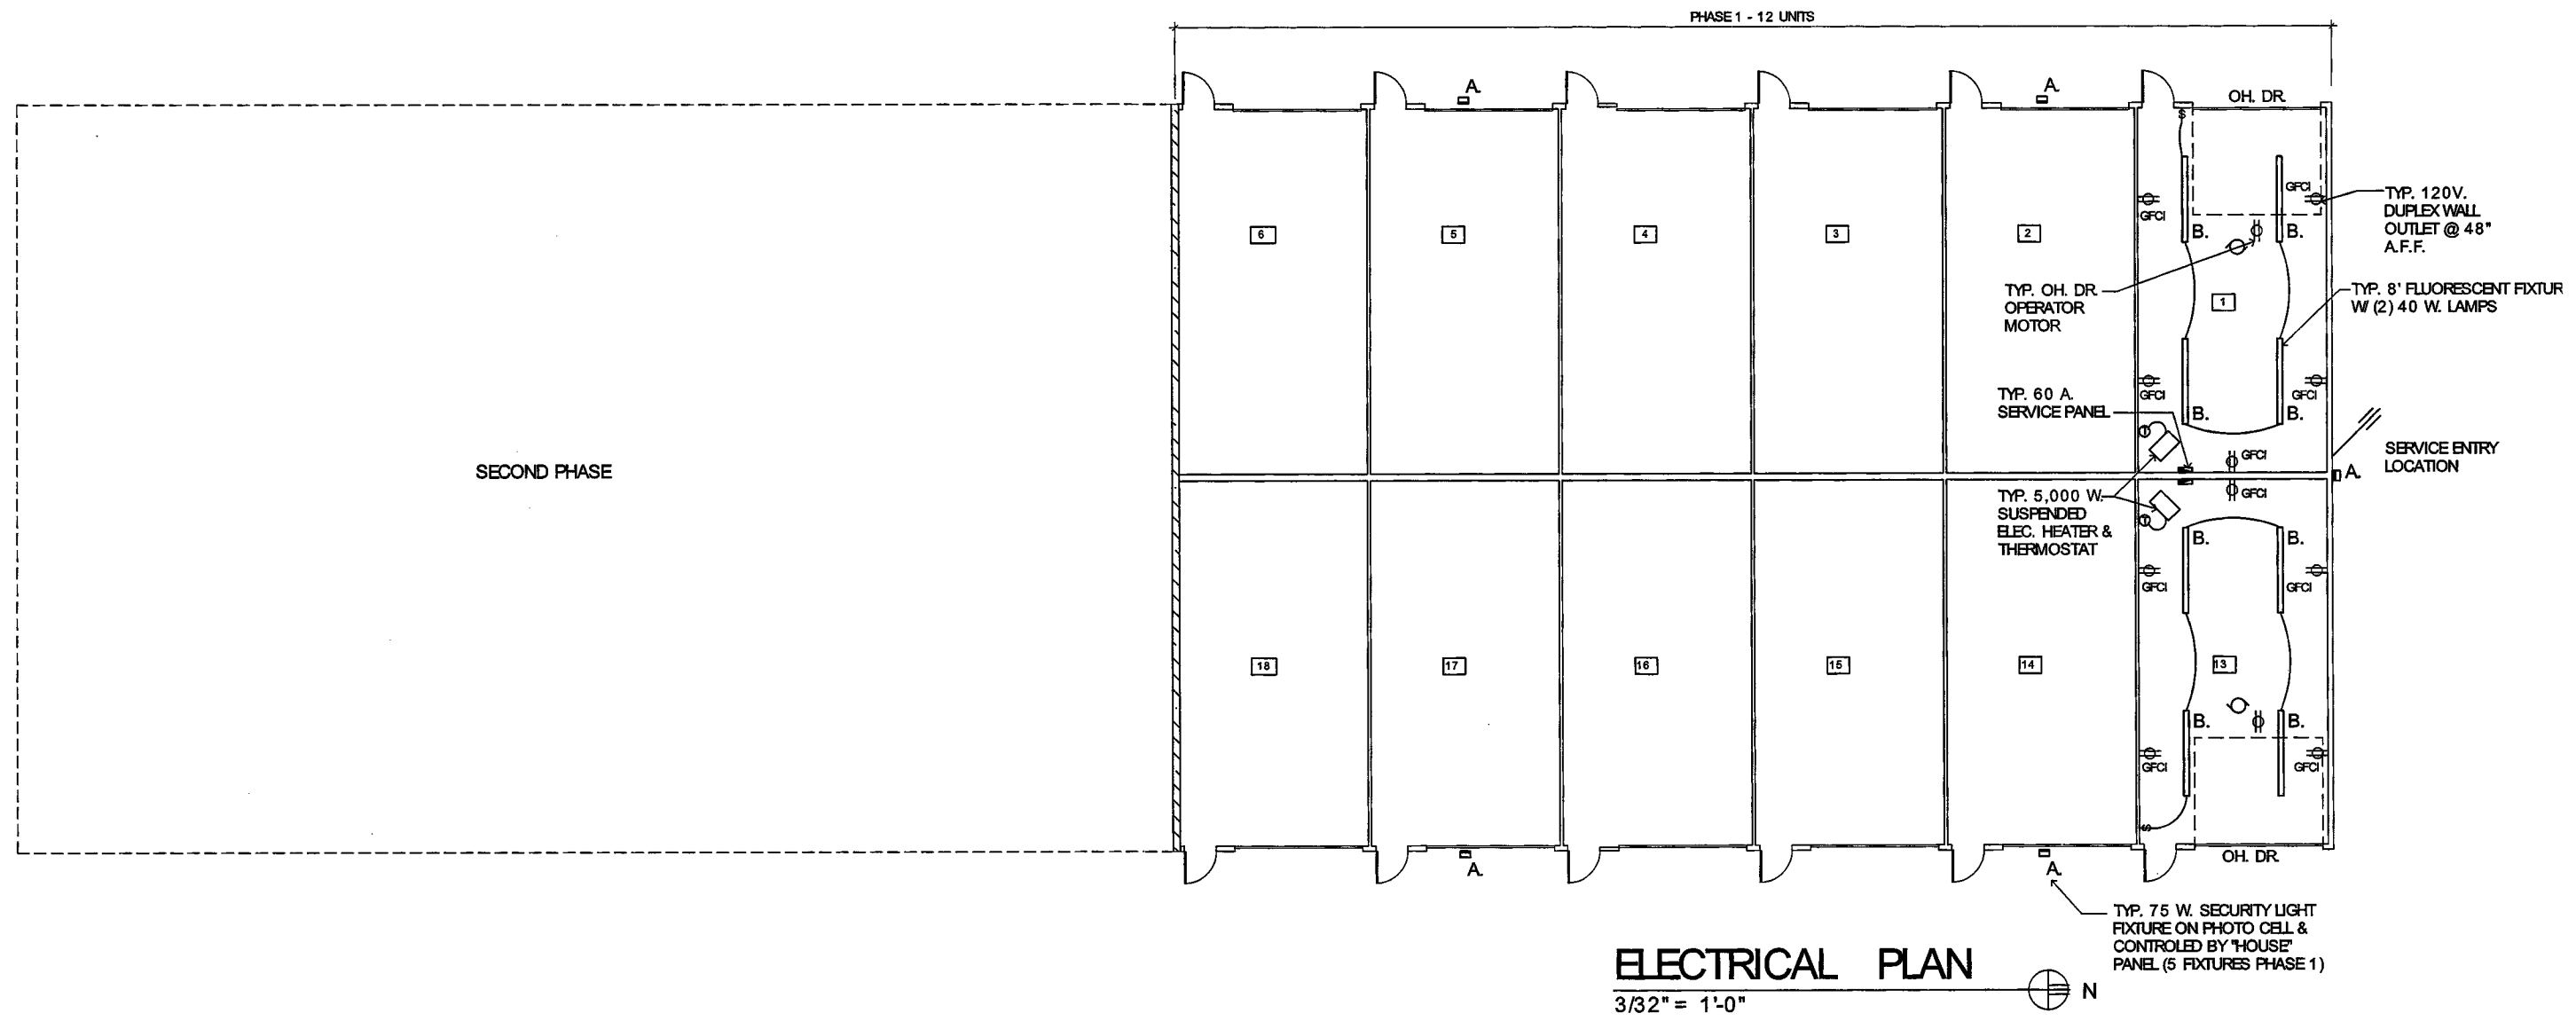 PHASE 1 - 12 UNITS
A.
A.
OH. DR.
S
GFCI
GFCI
TYP. 120V.
DUPLEX WALL
OUTLET @ 48"
A.F.F.
6
5
4
3
2
B.
B.
TYP. OH. DR.
OPERATOR
MOTOR
1
TYP. 8' FLUORESCENT FIXTUR
W/ (2) 40 W. LAMPS
GFCI
GFCI
TYP. 60 A.
SERVICE PANEL
B.
B.
T
GFCI
SERVICE ENTRY
LOCATION
A.
SECOND PHASE
GFCI
TYP. 5,000 W.
SUSPENDED
ELEC. HEATER &
THERMOSTAT
T
B.
B.
GFCI
GFCI
18
17
16
15
14
13
B.
B.
GFCI
GFCI
S
OH. DR.
A.
A.
TYP. 75 W. SECURITY LIGHT
FIXTURE ON PHOTO CELL &
CONTROLED BY "HOUSE"
PANEL (5 FIXTURES PHASE 1)
ELECTRICAL PLAN
N
3/32" = 1'-0"